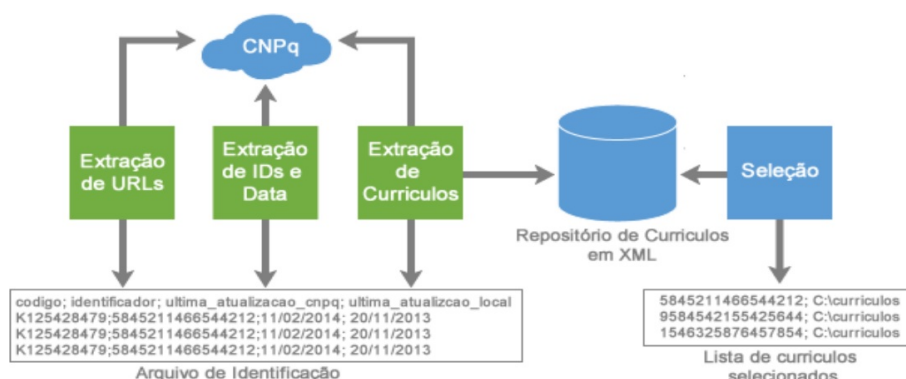 CNPq
Extração
de URLs
Extração
de IDs e
Data
Extração
de
Curriculos
Seleção
Repositório de Curriculos
em XML
codigo; identificador; ultima_atualizacao_cnpq; ultima_atualizcao_local
K125428479;5845211466544212;11/02/2014; 20/11/2013
K125428479;5845211466544212;11/02/2014; 20/11/2013
K125428479;5845211466544212;11/02/2014; 20/11/2013
Arquivo de Identificação
5845211466544212; C:\curriculos
9584542155425644; C:\curriculos
1546325876457854; C:\curriculos
Lista de curriculos
selecionados